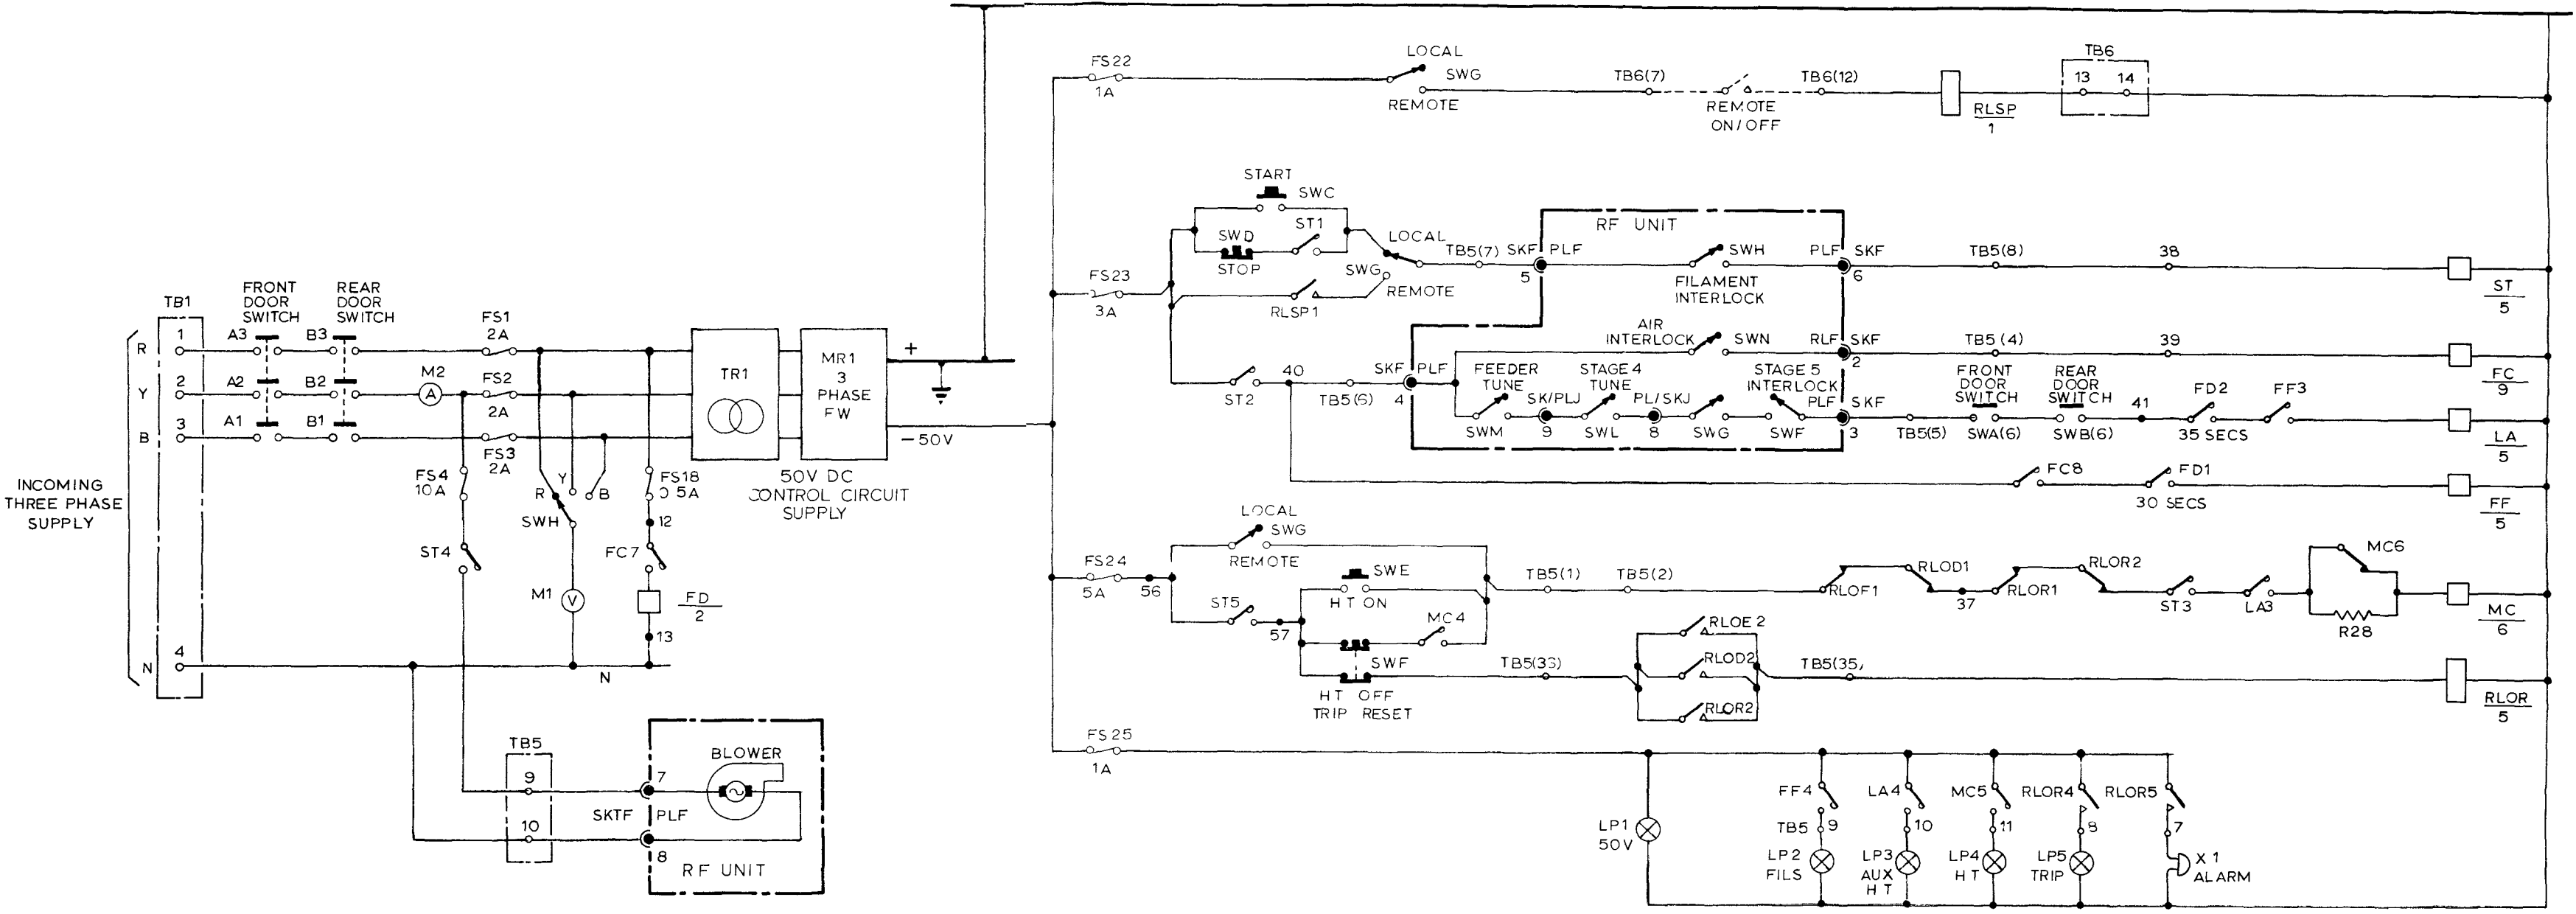 INCOMING
THREE PHASE
SUPPLY
R
Y
B
N
TB1
1
2
3
4
FRONT
DOOR
SWITCH
A3
A2
A1
REAR
DOOR
SWITCH
B3
B2
B1
M2
A
FS1
2A
FS2
2A
FS3
2A
FS4
10A
ST4
R
Y
B
SWH
M1
V
FS18
0 5A
12
FC7
FD
2
13
N
TR1
MR1
3
PHASE
FW
+
−50V
50V DC
CONTROL CIRCUIT
SUPPLY
TB5
9
10
SKTF
7
PLF
8
BLOWER
RF UNIT
FS22
1A
LOCAL
SWG
REMOTE
TB6(7)
REMOTE
ON/OFF
TB6(12)
RLSP
1
TB6
13
14
FS23
3A
START
SWC
SWD
STOP
ST1
LOCAL
SWG
REMOTE
RLSP1
TB5(7)
SKF
PLF
5
RF UNIT
SWH
FILAMENT
INTERLOCK
PLF
SKF
6
TB5(8)
38
ST
5
AIR
INTERLOCK
SWN
RLF
SKF
2
TB5(4)
39
FC
9
ST2
40
TB5(6)
SKF
PLF
4
FEEDER
TUNE
SWM
SK/PLJ
9
STAGE 4
TUNE
SWL
PL/SKJ
8
SWG
STAGE 5
INTERLOCK
SWF
PLF
SKF
3
TB5(5)
FRONT
DOOR
SWITCH
SWA(6)
REAR
DOOR
SWITCH
SWB(6)
41
FD2
35 SECS
FF3
LA
5
FC8
FD1
30 SECS
FF
5
FS24
5A
56
LOCAL
SWG
REMOTE
ST5
57
SWE
HT ON
MC4
SWF
HT OFF
TRIP RESET
TB5(1)
TB5(2)
RLOF1
RLOD1
37
RLOR1
RLOR2
ST3
LA3
MC6
R28
MC
6
TB5(33)
RLOE2
RLOD2
RLOR2
TB5(35)
RLOR
5
FS25
1A
LP1
50V
FF4
TB5
9
LP2
FILS
LA4
10
LP3
AUX
HT
MC5
11
LP4
HT
RLOR4
8
LP5
TRIP
RLOR5
7
X1
ALARM